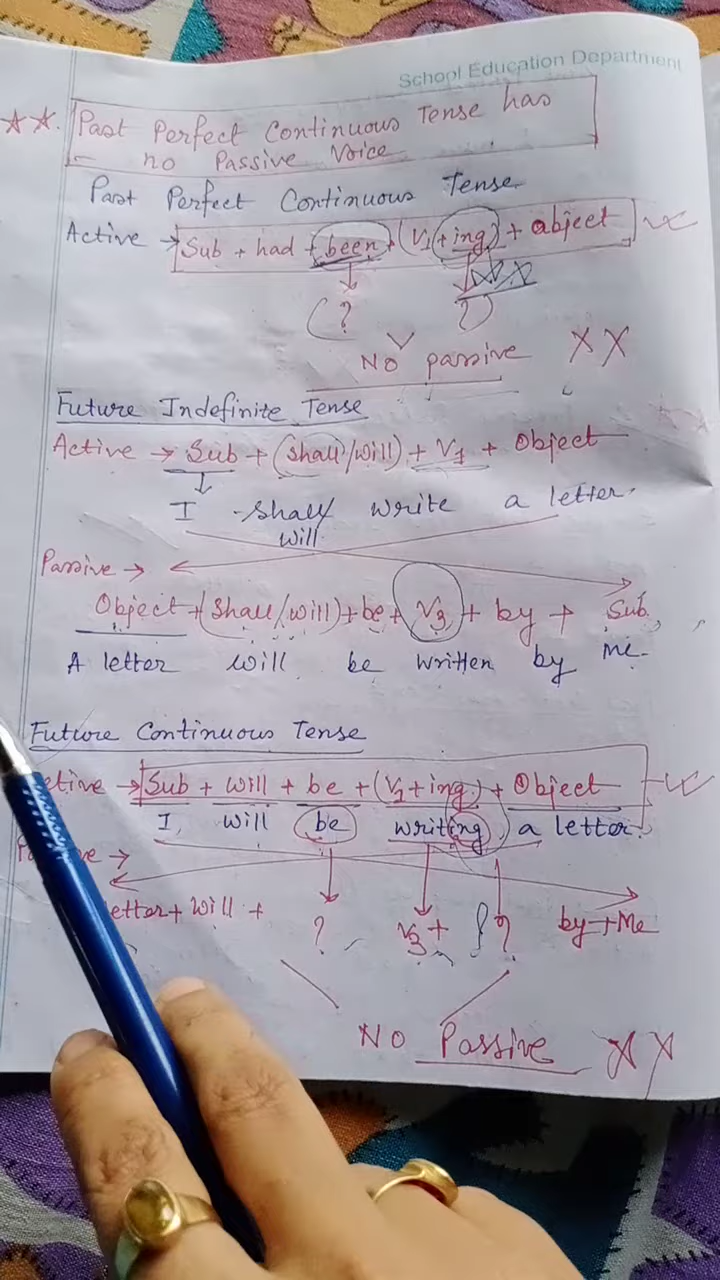 School Education Department
★★. Past Perfect Continuous Tense has
no Passive Voice
Past Perfect Continuous Tense
Active → Sub + had + been + (V1+ing) + object
(? ?)
No passive XX
Future Indefinite Tense
Active → Sub + (shall/will) + V1 + Object
I shall write a letter.
will
Passive →
Object + (Shall/will) + be + V3 + by + Sub
A letter will be written by me
Future Continuous Tense
ctive → Sub + will + be + (V1+ing) + Object
I will be writing a letter.
→
etter + will + ? V3 + ? by + Me
NO Passive XX